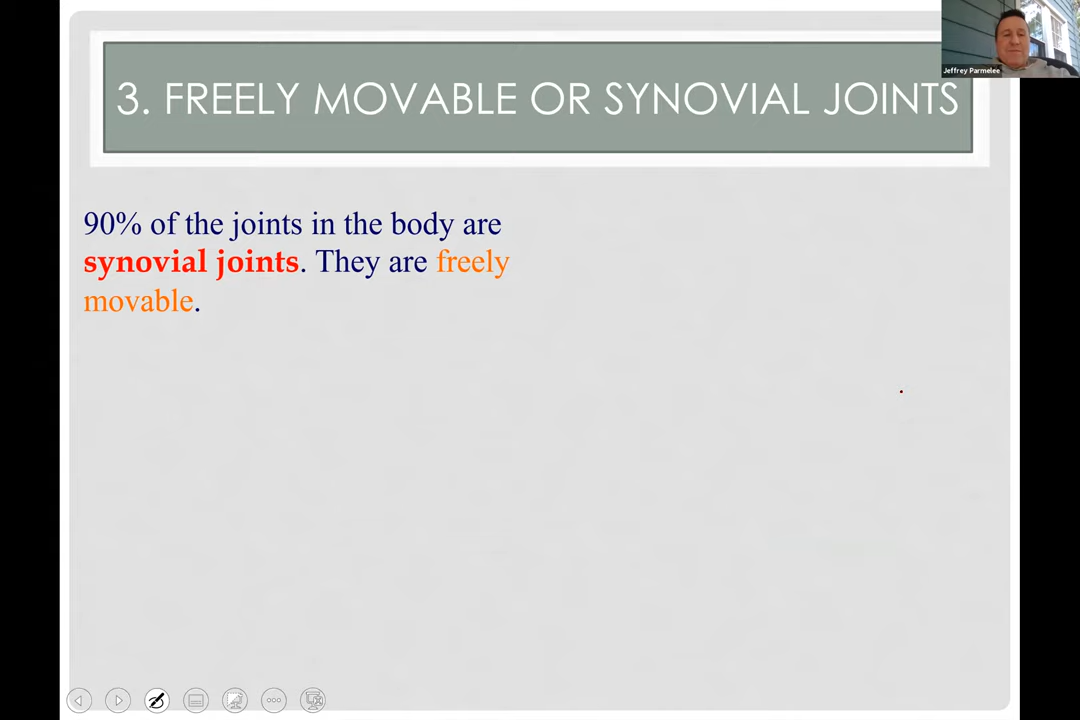 Jeffrey Parmelee
3. FREELY MOVABLE OR SYNOVIAL JOINTS
90% of the joints in the body are
synovial joints. They are freely
movable.